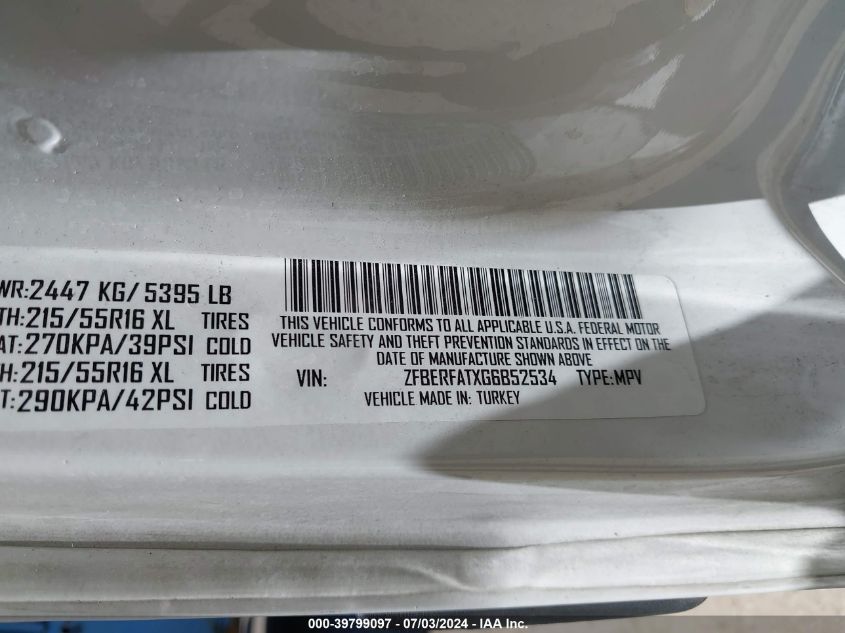 WR:2447 KG/ 5395 LB
TH:215/55R16 XL TIRES
AT:270KPA/39PSI COLD
H:215/55R16 XL TIRES
T:290KPA/42PSI COLD
THIS VEHICLE CONFORMS TO ALL APPLICABLE U.S.A. FEDERAL MOTOR
VEHICLE SAFETY AND THEFT PREVENTION STANDARDS IN EFFECT ON THE
DATE OF MANUFACTURE SHOWN ABOVE
VIN: ZFBERFATXG6B52534 TYPE:MPV
VEHICLE MADE IN: TURKEY
000-39799097 - 07/03/2024 - IAA Inc.